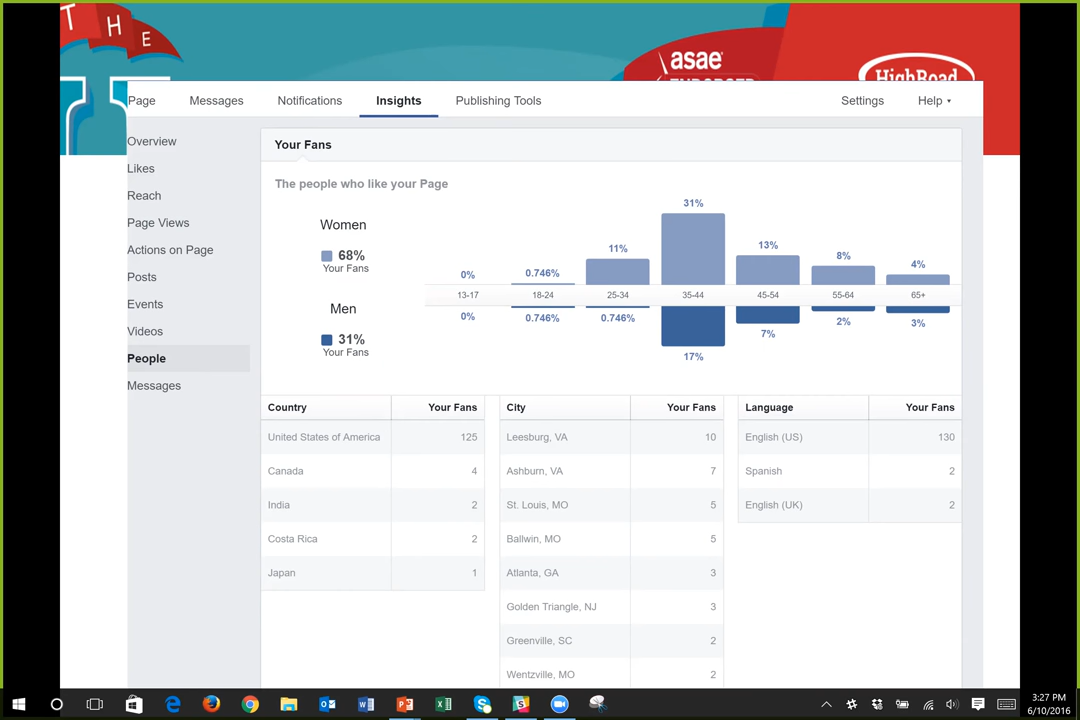 THE
asae
HighRoad
Page Messages Notifications Insights Publishing Tools Settings Help
Overview
Likes
Reach
Page Views
Actions on Page
Posts
Events
Videos
People
Messages
Your Fans
The people who like your Page
Women
68%
Your Fans
Men
31%
Your Fans
0% 0.746% 11% 31% 13% 8% 4%
13-17 18-24 25-34 35-44 45-54 55-64 65+
0% 0.746% 0.746% 17% 7% 2% 3%
Country Your Fans
United States of America 125
Canada 4
India 2
Costa Rica 2
Japan 1
City Your Fans
Leesburg, VA 10
Ashburn, VA 7
St. Louis, MO 5
Ballwin, MO 5
Atlanta, GA 3
Golden Triangle, NJ 3
Greenville, SC 2
Wentzville, MO 2
Language Your Fans
English (US) 130
Spanish 2
English (UK) 2
3:27 PM
6/10/2016